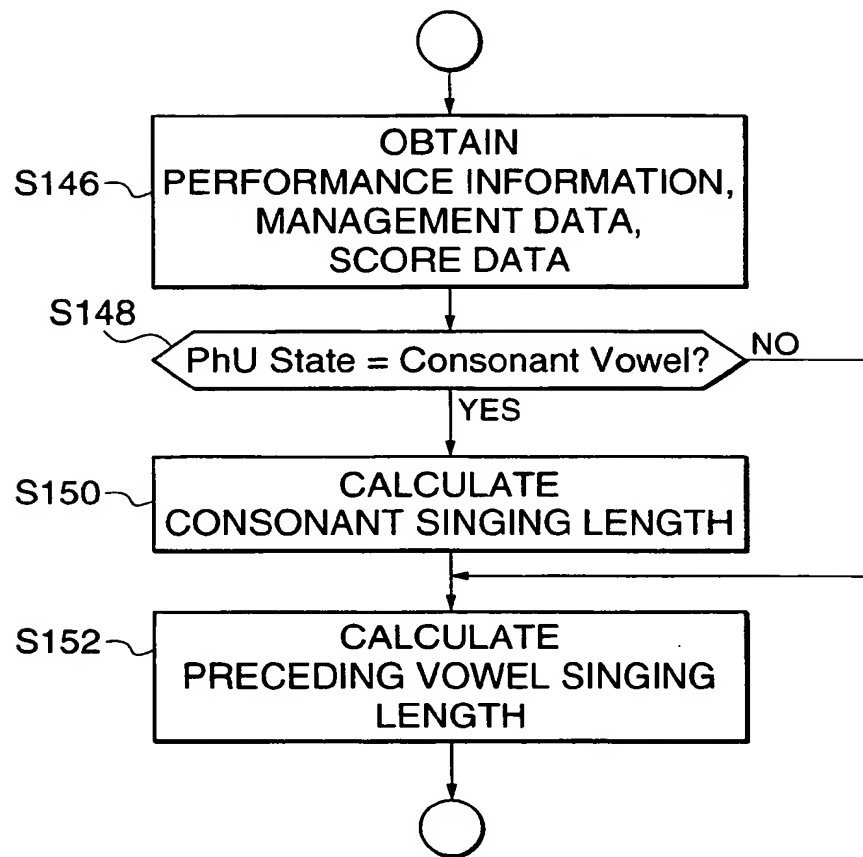 OBTAIN
S146
PERFORMANCE INFORMATION,
MANAGEMENT DATA,
SCORE DATA
S148
PhU State = Consonant Vowel?
NO
YES
S150
CALCULATE
CONSONANT SINGING LENGTH
S152
CALCULATE
PRECEDING VOWEL SINGING
LENGTH